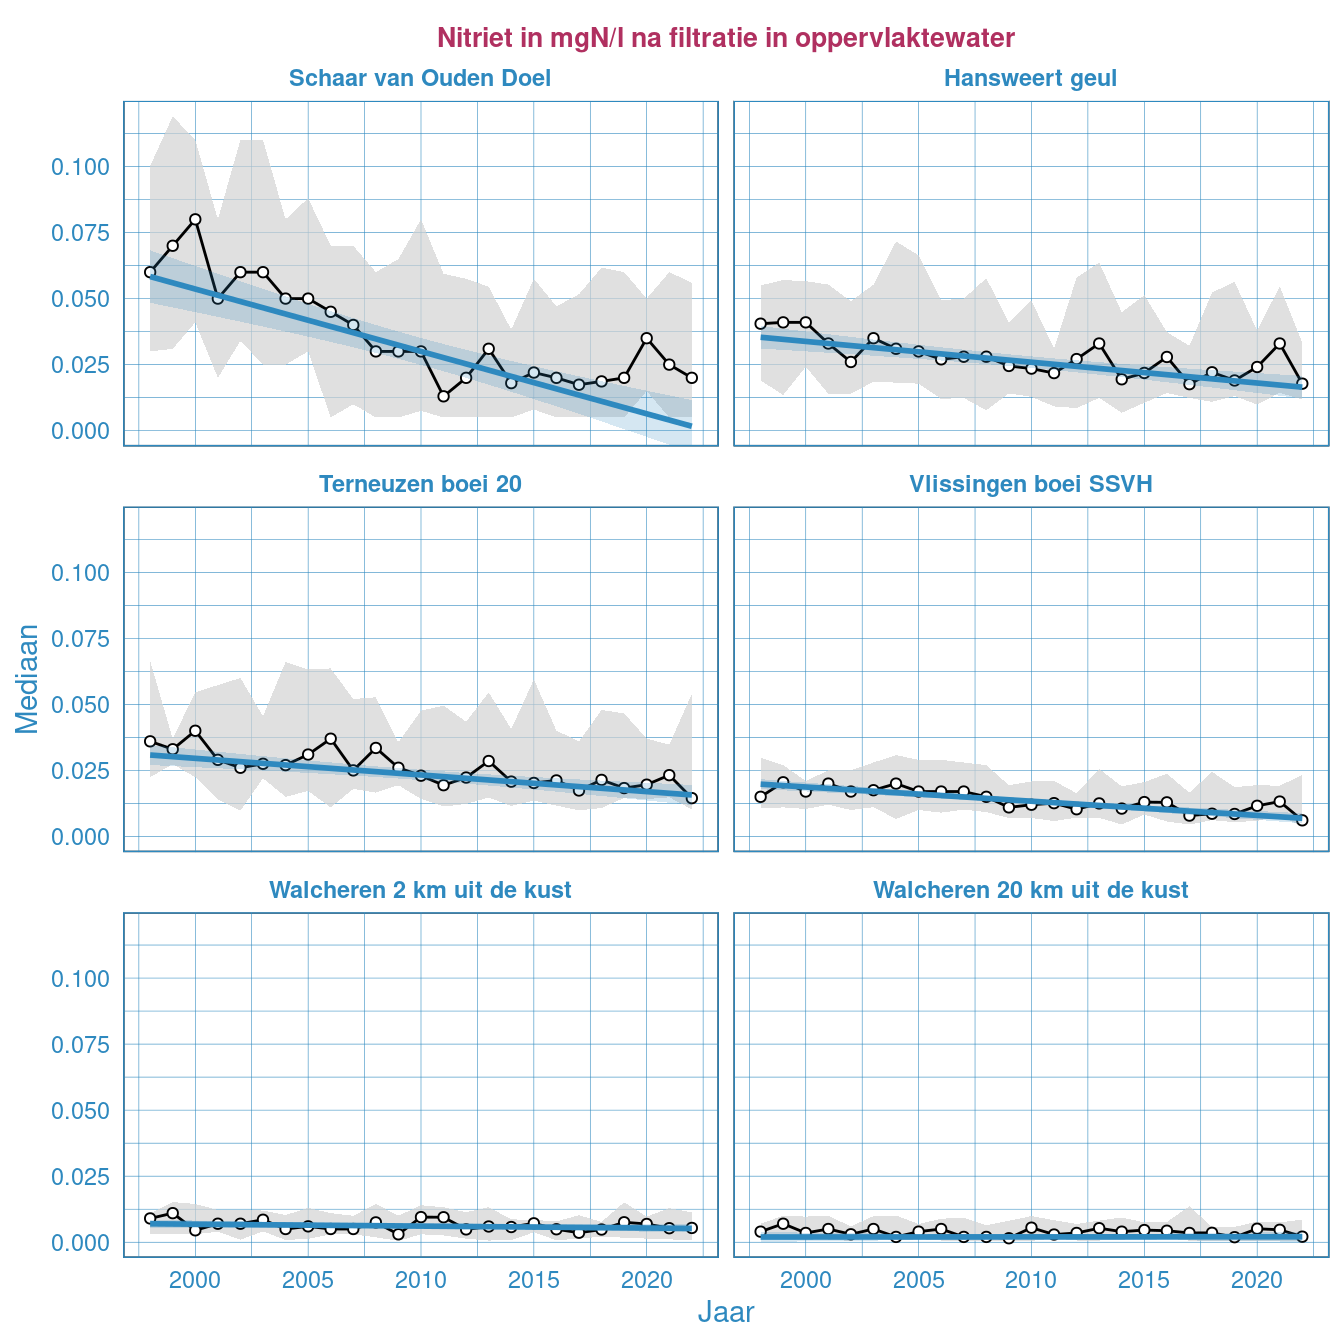 Nitriet in mgN/l na filtratie in oppervlaktewater
Schaar van Ouden Doel
Hansweert geul
0.100
0.075
0.050
0.025
0.000
Terneuzen boei 20
Vlissingen boei SSVH
0.100
0.075
0.050
0.025
0.000
Mediaan
Walcheren 2 km uit de kust
Walcheren 20 km uit de kust
0.100
0.075
0.050
0.025
0.000
2000 2005 2010 2015 2020
2000 2005 2010 2015 2020
Jaar